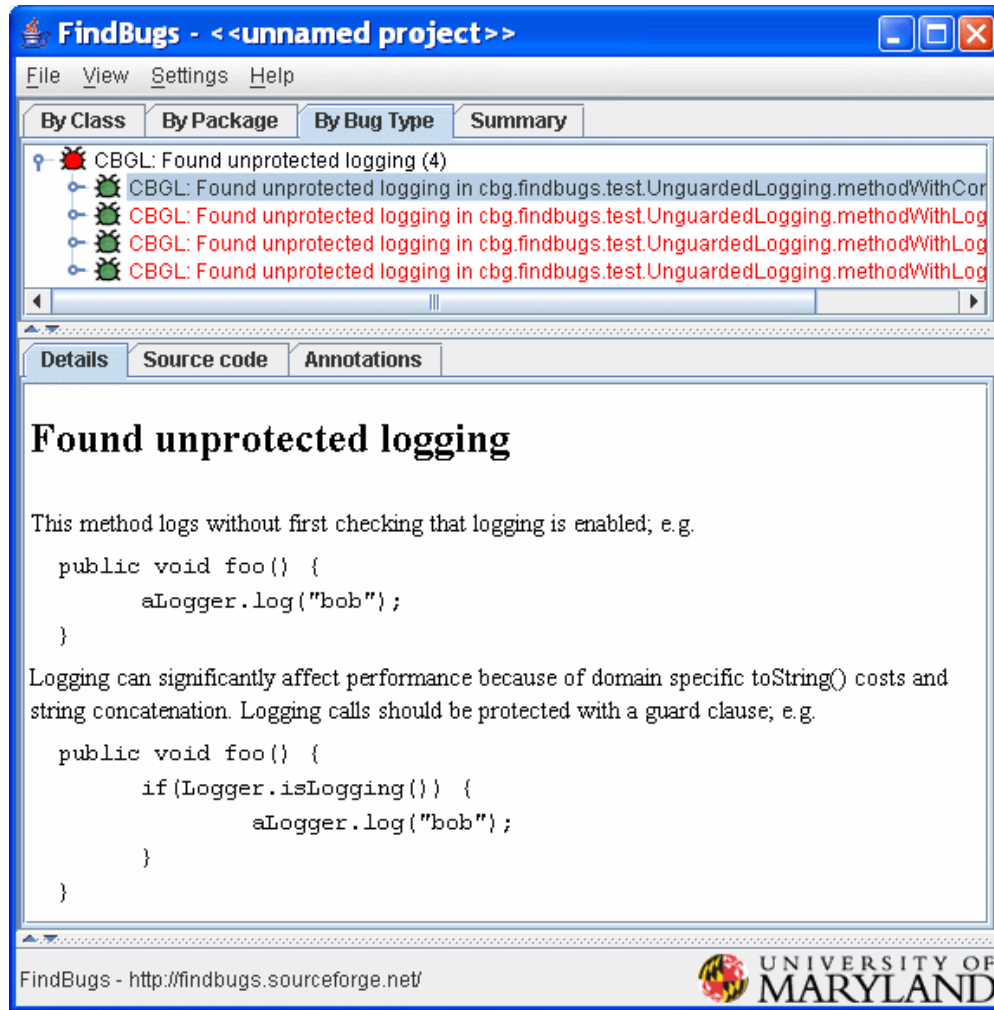 FindBugs - <<unnamed project>>
File View Settings Help
By Class By Package By Bug Type Summary
CBGL: Found unprotected logging (4)
CBGL: Found unprotected logging in cbg.findbugs.test.UnguardedLogging.methodWithCor
CBGL: Found unprotected logging in cbg.findbugs.test.UnguardedLogging.methodWithLog
CBGL: Found unprotected logging in cbg.findbugs.test.UnguardedLogging.methodWithLog
CBGL: Found unprotected logging in cbg.findbugs.test.UnguardedLogging.methodWithLog
Details Source code Annotations
Found unprotected logging
This method logs without first checking that logging is enabled; e.g.
public void foo() {
aLogger.log("bob");
}
Logging can significantly affect performance because of domain specific toString() costs and
string concatenation. Logging calls should be protected with a guard clause; e.g.
public void foo() {
if(Logger.isLogging()) {
aLogger.log("bob");
}
}
FindBugs - http://findbugs.sourceforge.net/
UNIVERSITY OF
MARYLAND